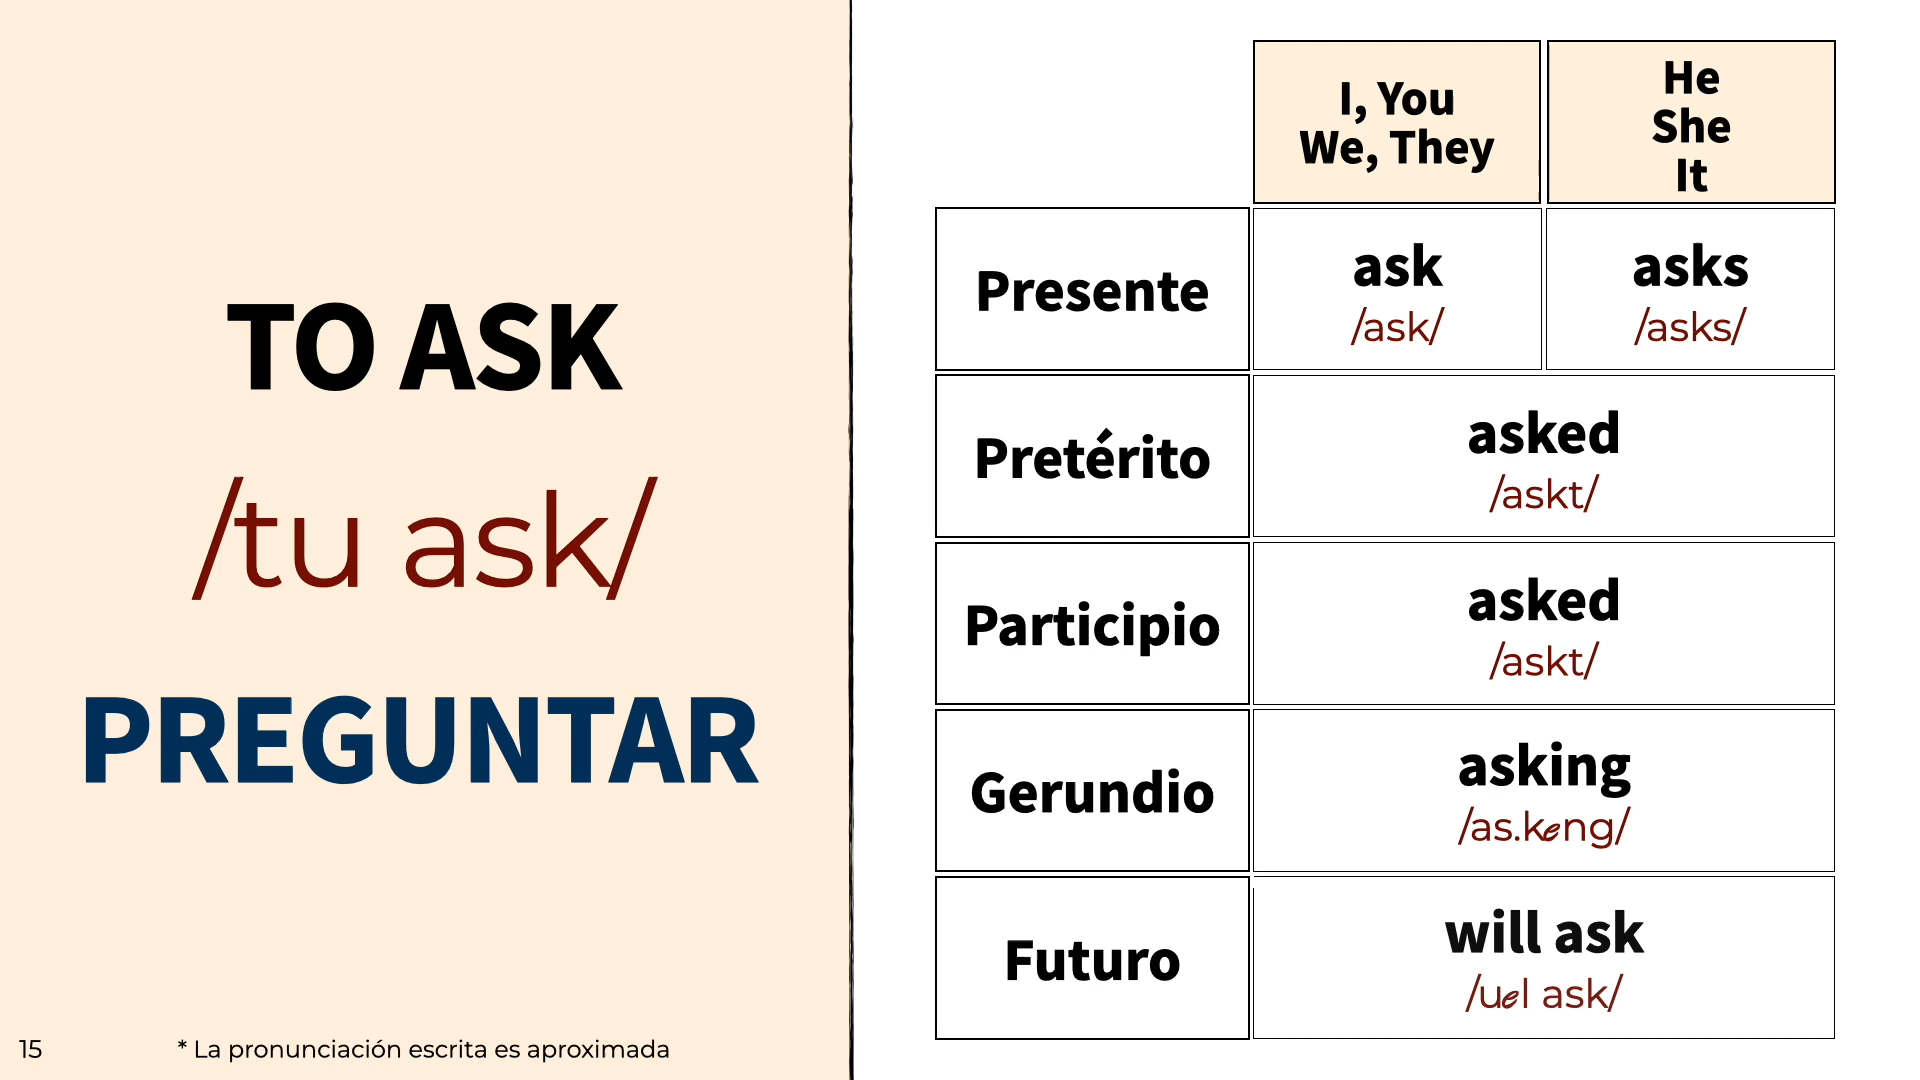 TO ASK
/tu ask/
PREGUNTAR
15
* La pronunciación escrita es aproximada
I, You
We, They
He
She
It
Presente
ask
/ask/
asks
/asks/
Pretérito
asked
/askt/
Participio
asked
/askt/
Gerundio
asking
/as.keng/
Futuro
will ask
/uel ask/